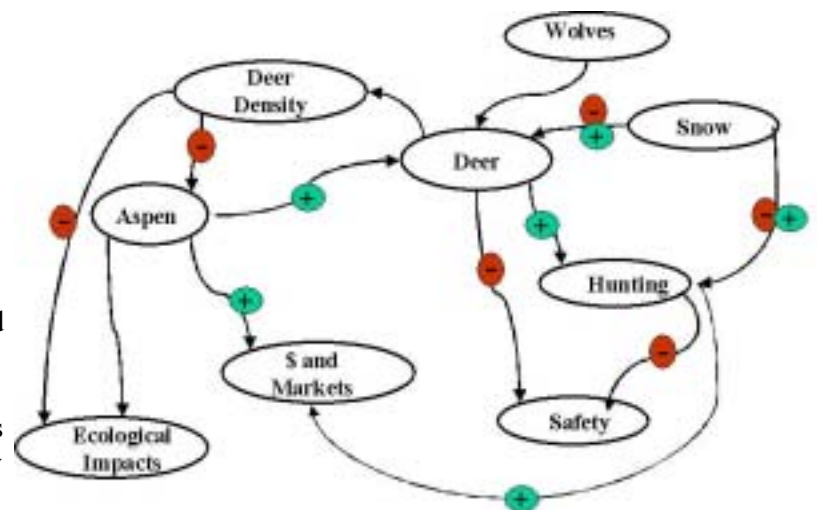 Wolves
Deer
Density
Snow
-
-
+
Deer
+
Aspen
-
-
+
+
-
Hunting
+
$ and
Markets
-
Safety
Ecological
Impacts
+